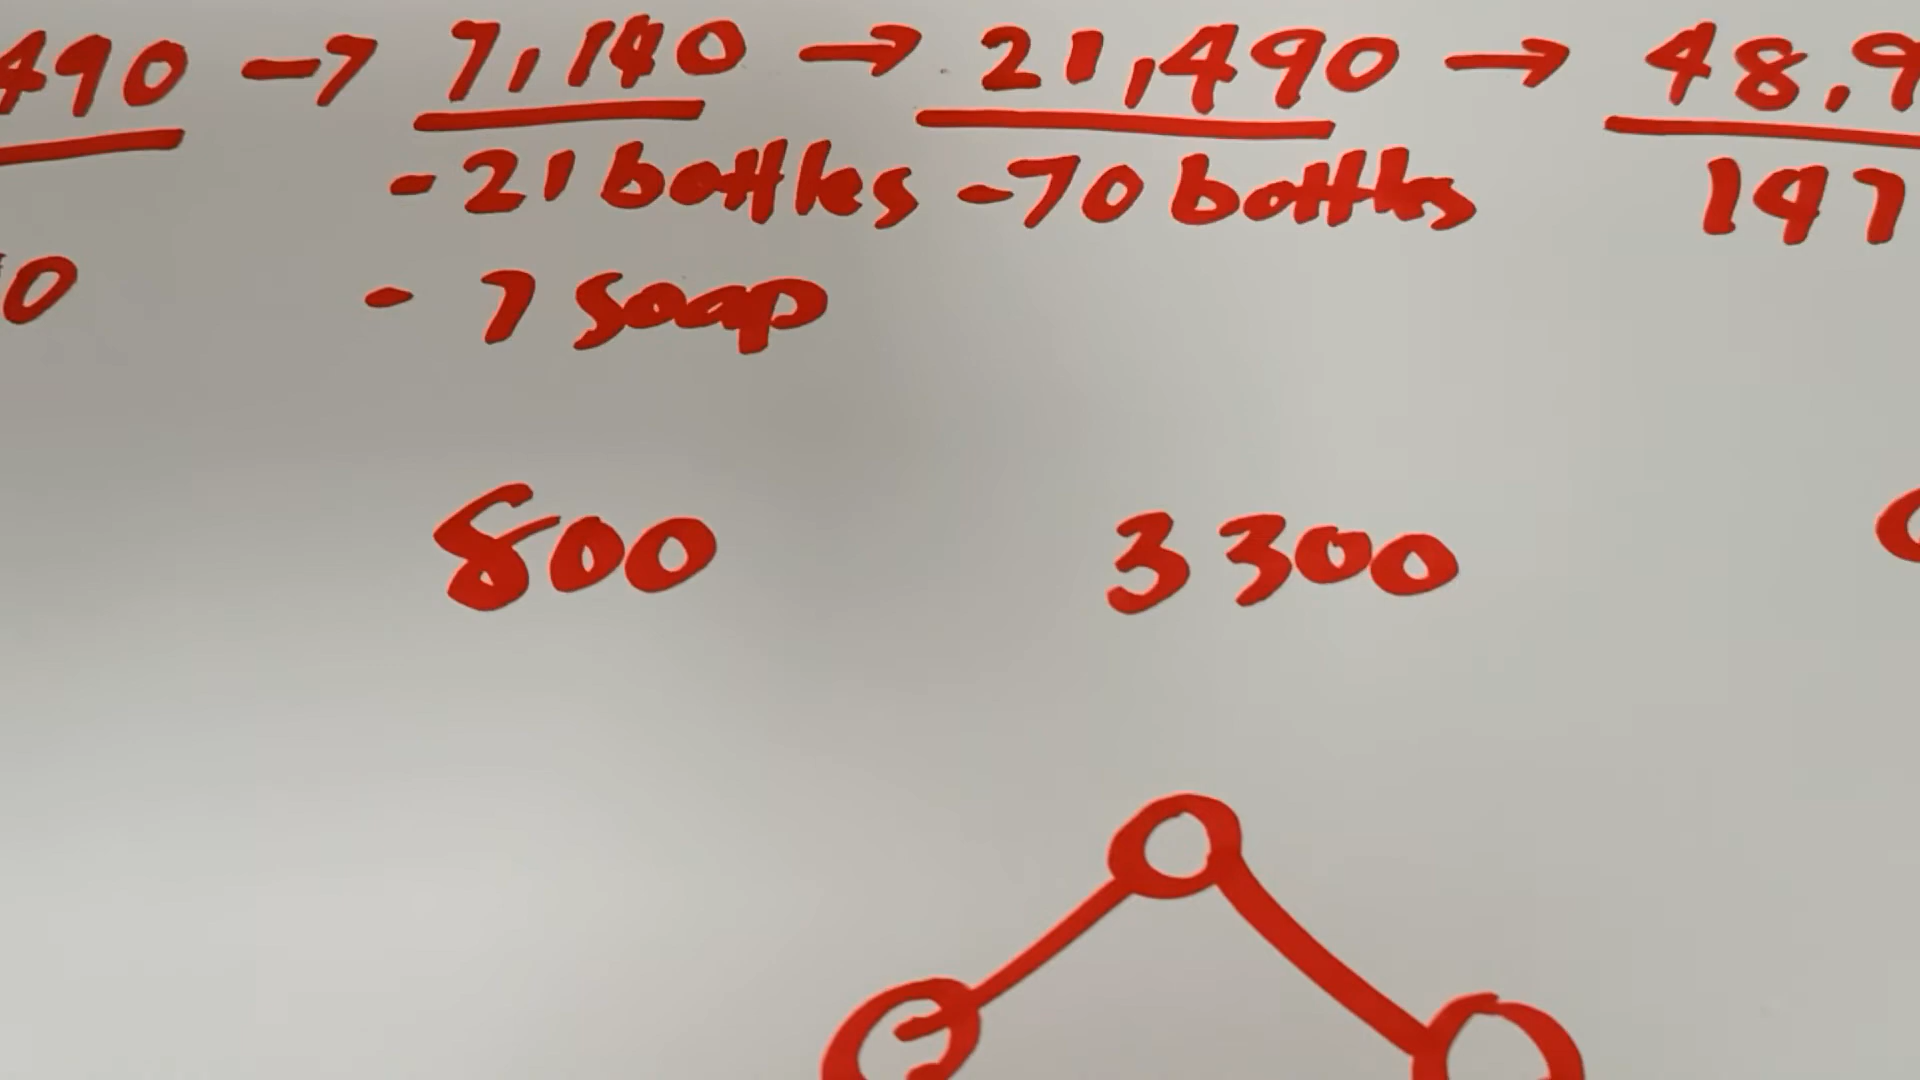 490 → 7,140 → 21,490 → 48,9
- 21 bottles - 70 bottles 147
0 - 7 soap
800 3300